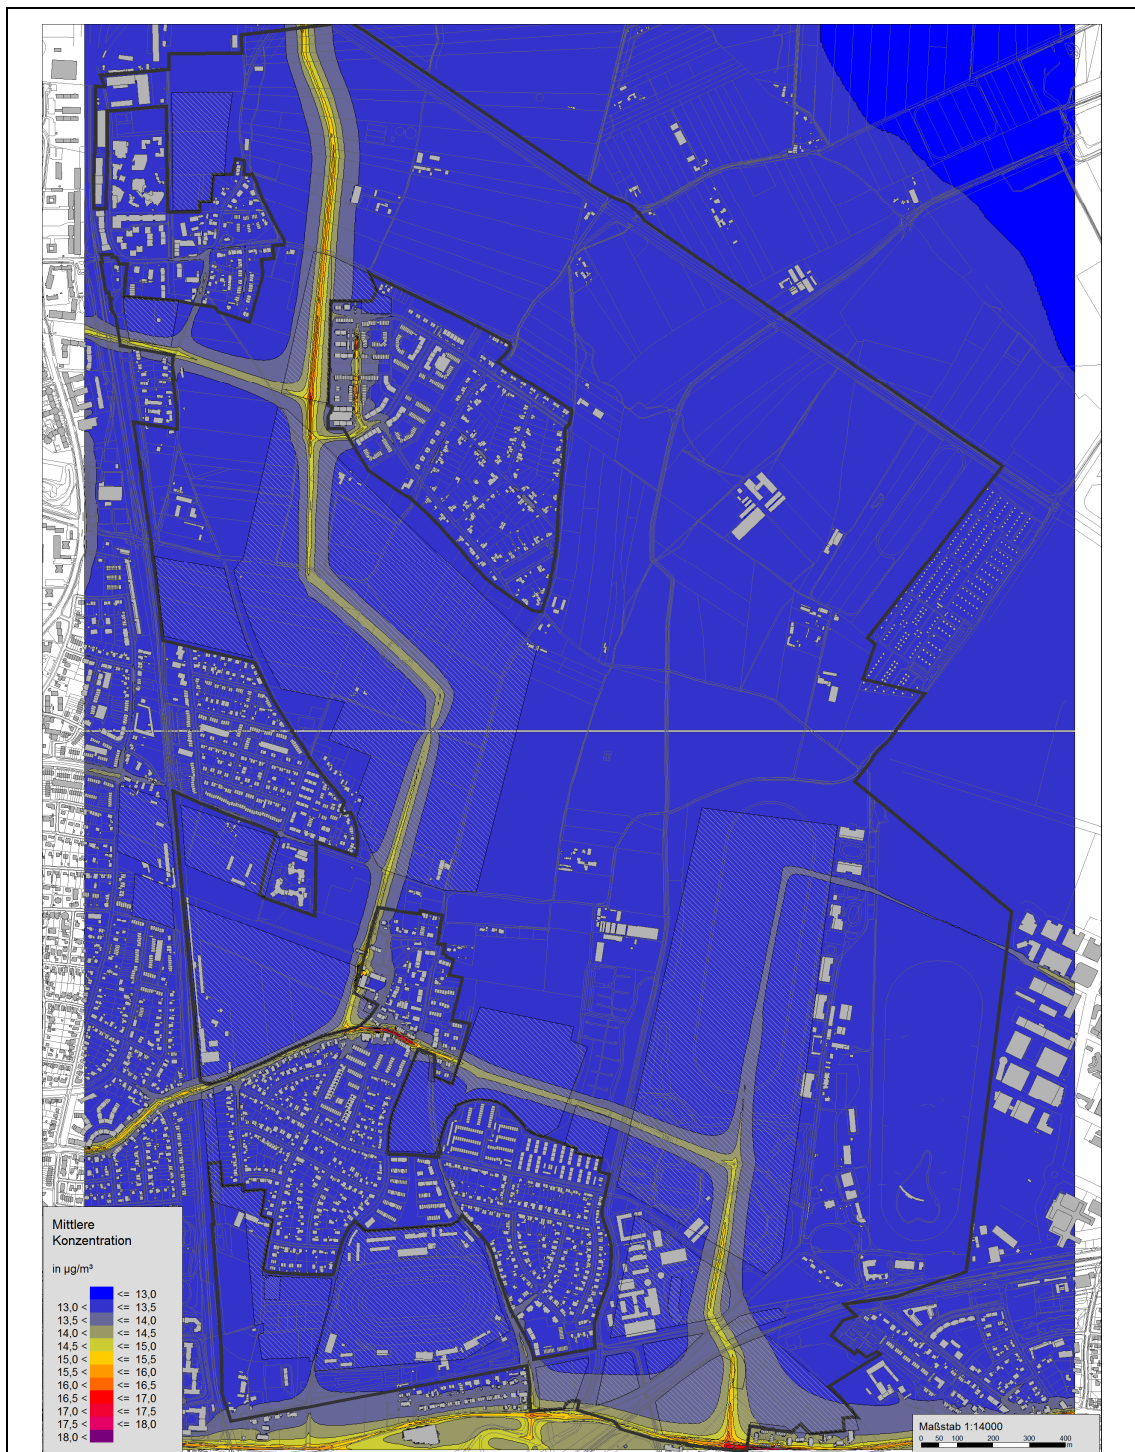 Mittlere
Konzentration
in µg/m³
<= 13,0
13,0 < <= 13,5
13,5 < <= 14,0
14,0 < <= 14,5
14,5 < <= 15,0
15,0 < <= 15,5
15,5 < <= 16,0
16,0 < <= 16,5
16,5 < <= 17,0
17,0 < <= 17,5
17,5 < <= 18,0
18,0 <
Maßstab 1:14000
0 50 100 200 300 400
m